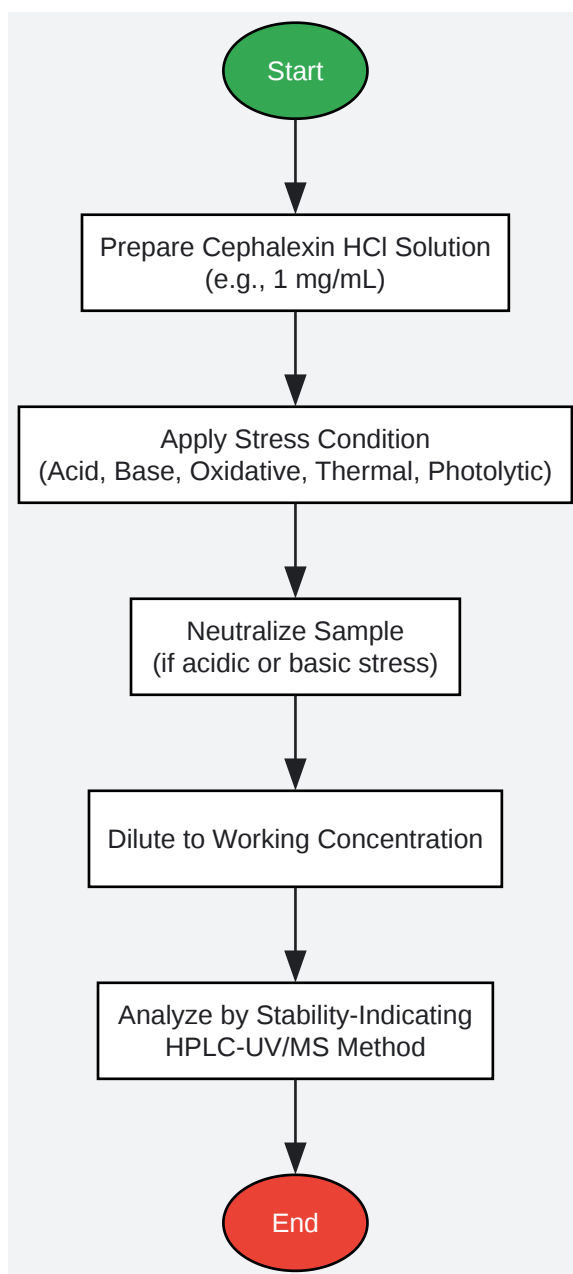 Start
Prepare Cephalexin HCl Solution
(e.g., 1 mg/mL)
Apply Stress Condition
(Acid, Base, Oxidative, Thermal, Photolytic)
Neutralize Sample
(if acidic or basic stress)
Dilute to Working Concentration
Analyze by Stability-Indicating
HPLC-UV/MS Method
End